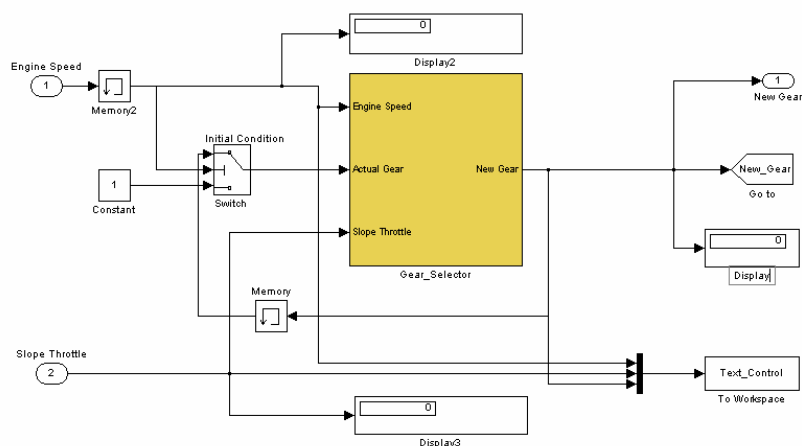 0
Display2
Engine Speed
1
Memory2
Engine Speed
Initial Condition
Actual Gear
New Gear
Switch
1
Constant
Slope Throttle
Gear_Selector
1
New Gear
New_Gear
Go to
0
Display
Memory
Slope Throttle
2
Text_Control
To Workspace
0
Display3